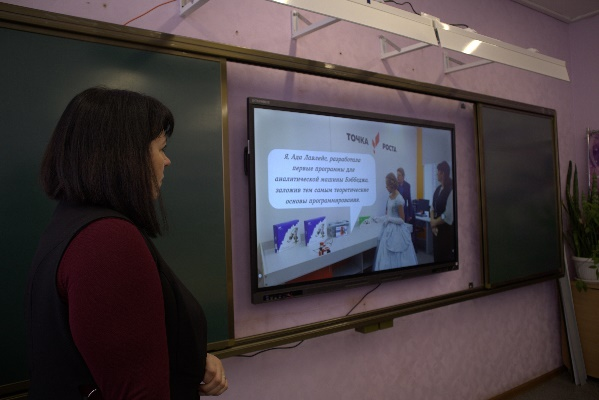 ТОЧКА
РОСТА
Я, Ада Лавлейс, разработала
первые программы для
аналитической машины Бэббиджа,
заложив тем самым теоретические
основы программирования.